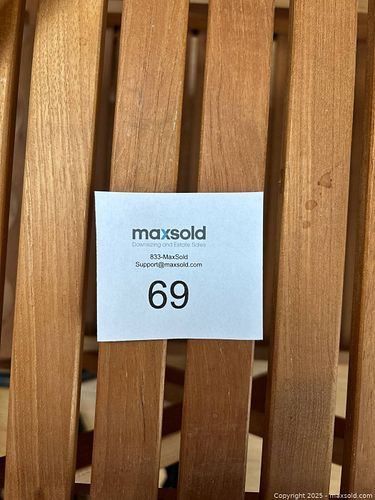 maxsold
Downsizing and Estate Sales
833-MaxSold
Support@maxsold.com
69
Copyright © 2025 - maxsold.com